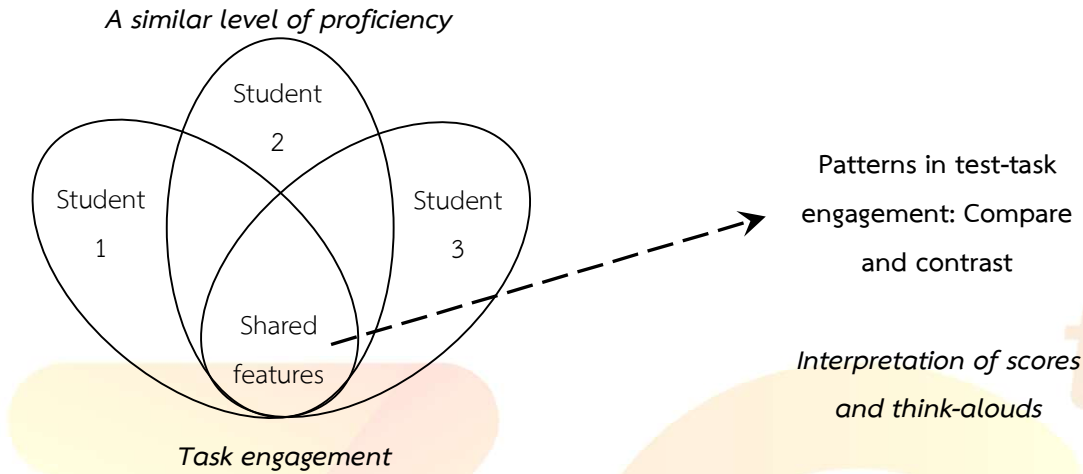 A similar level of proficiency
Student
2
Student
1
Student
3
Shared
features
Task engagement
Patterns in test-task
engagement: Compare
and contrast
Interpretation of scores
and think-alouds